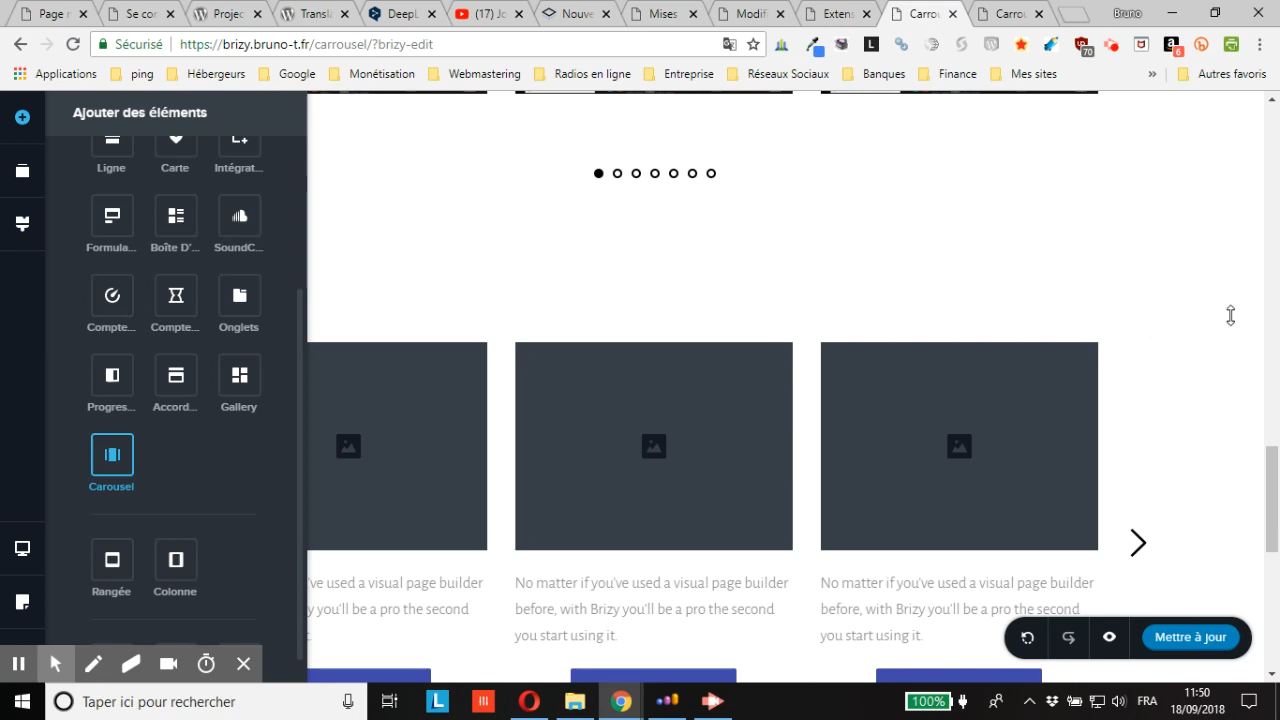 Page r
Se co
Projec
Transla
DeepL
(17) Jo
Nouve
Mises
Modifi
Extens
Carrou
Carrou
Bruno
Sécurisé
https://brizy.bruno-t.fr/carrousel/?brizy-edit
70
6
Applications
ping
Hébergeurs
Google
Monétisation
Webmastering
Radios en ligne
Entreprise
Réseaux Sociaux
Banques
Finance
Mes sites
»
Autres favoris
Ajouter des éléments
Ligne
Carte
Intégrat...
Formula...
Boîte D'...
SoundC...
Compte...
Compte...
Onglets
Progres...
Accord...
Gallery
Carousel
Rangée
Colonne
've used a visual page builder
y you'll be a pro the second
t.
No matter if you've used a visual page builder
before, with Brizy you'll be a pro the second
you start using it.
No matter if you've used a visual page builder
before, with Brizy you'll be a pro the second
you start using it.
Mettre à jour
Taper ici pour rechercher
L
100%
FRA
11:50
18/09/2018